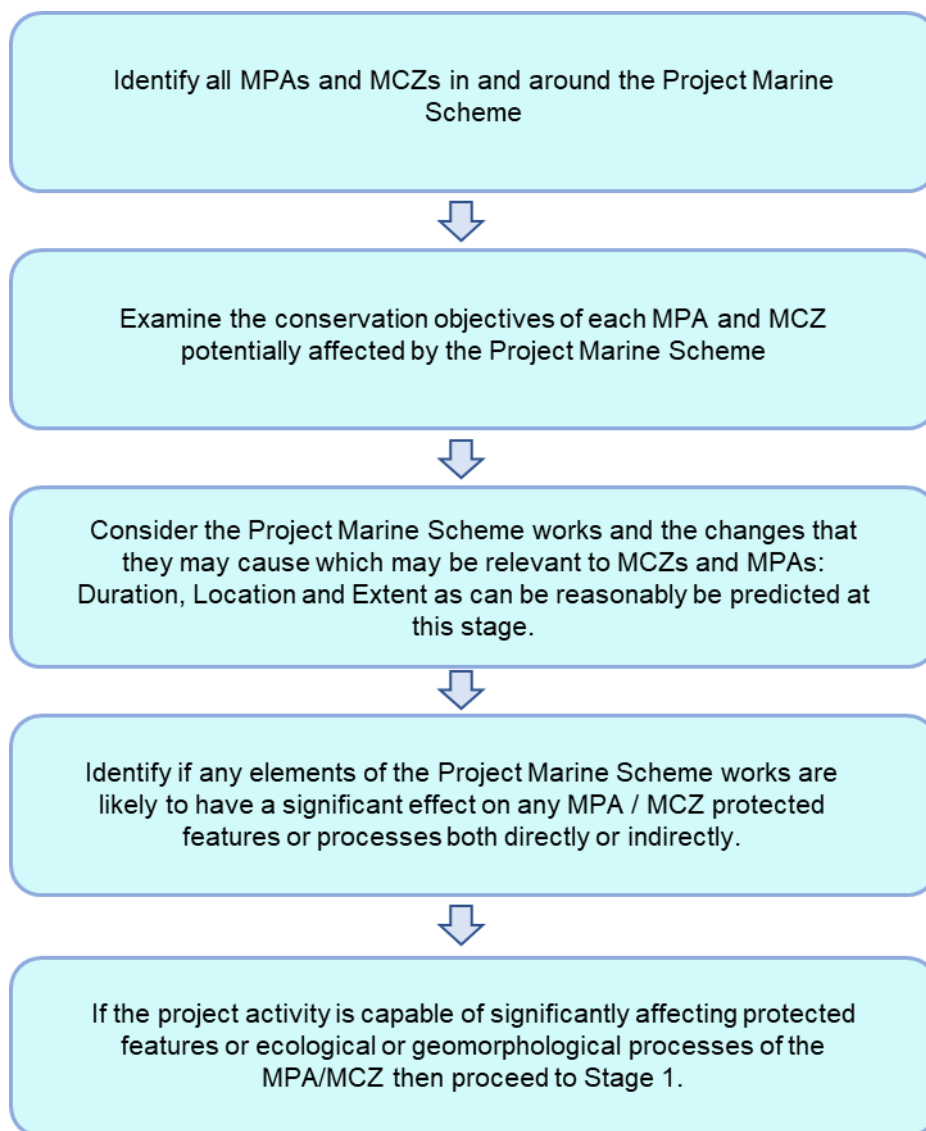 Identify all MPAs and MCZs in and around the Project Marine
Scheme
Examine the conservation objectives of each MPA and MCZ
potentially affected by the Project Marine Scheme
Consider the Project Marine Scheme works and the changes that
they may cause which may be relevant to MCZs and MPAs:
Duration, Location and Extent as can be reasonably be predicted at
this stage.
Identify if any elements of the Project Marine Scheme works are
likely to have a significant effect on any MPA / MCZ protected
features or processes both directly or indirectly.
If the project activity is capable of significantly affecting protected
features or ecological or geomorphological processes of the
MPA/MCZ then proceed to Stage 1.